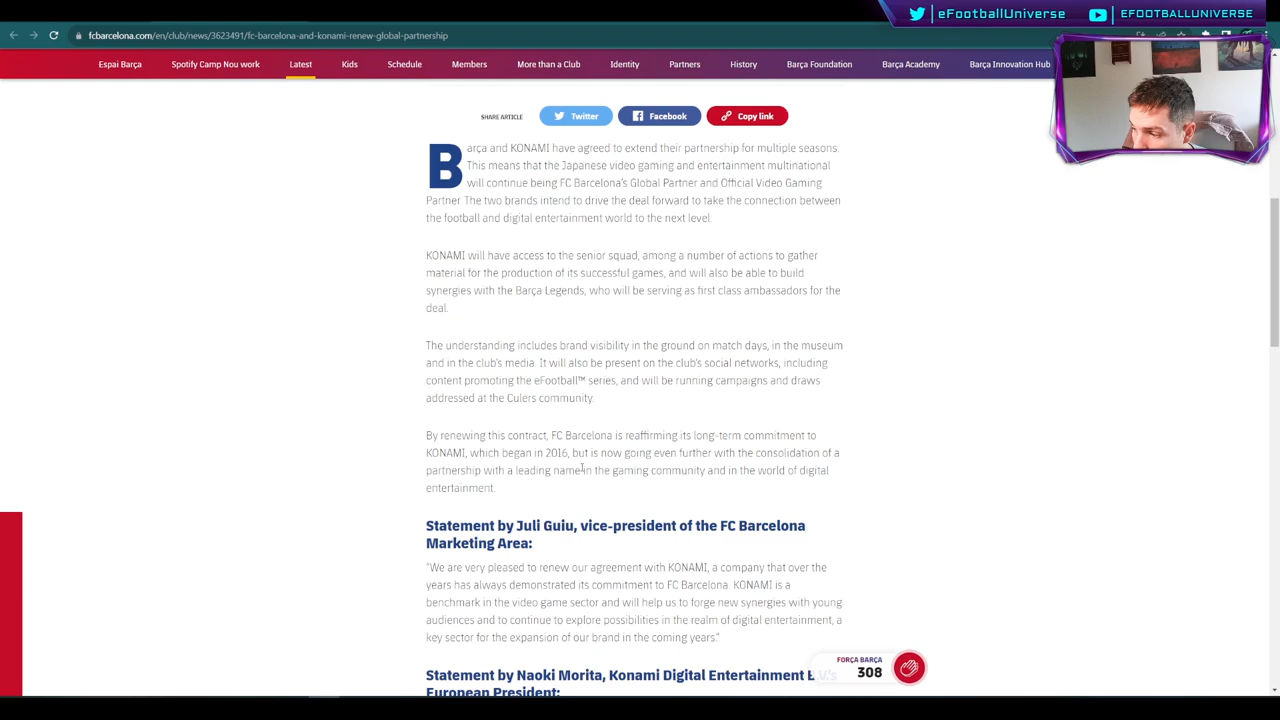 eFootballUniverse
EFOOTBALLUNIVERSE
fcbarcelona.com/en/club/news/3623491/fc-barcelona-and-konami-renew-global-partnership
Espai Barça
Spotify Camp Nou work
Latest
Kids
Schedule
Members
More than a Club
Identity
Partners
History
Barça Foundation
Barça Academy
Barça Innovation Hub
SHARE ARTICLE
Twitter
Facebook
Copy link
Barça and KONAMI have agreed to extend their partnership for multiple seasons.
This means that the Japanese video gaming and entertainment multinational
will continue being FC Barcelona's Global Partner and Official Video Gaming
Partner. The two brands intend to drive the deal forward to take the connection between
the football and digital entertainment world to the next level.
KONAMI will have access to the senior squad, among a number of actions to gather
material for the production of its successful games, and will also be able to build
synergies with the Barça Legends, who will be serving as first class ambassadors for the
deal.
The understanding includes brand visibility in the ground on match days, in the museum
and in the club's media. It will also be present on the club's social networks, including
content promoting the eFootball™ series, and will be running campaigns and draws
addressed at the Culers community.
By renewing this contract, FC Barcelona is reaffirming its long-term commitment to
KONAMI, which began in 2016, but is now going even further with the consolidation of a
partnership with a leading name in the gaming community and in the world of digital
entertainment.
Statement by Juli Guiu, vice-president of the FC Barcelona
Marketing Area:
"We are very pleased to renew our agreement with KONAMI, a company that over the
years has always demonstrated its commitment to FC Barcelona. KONAMI is a
benchmark in the video game sector and will help us to forge new synergies with young
audiences and to continue to explore possibilities in the realm of digital entertainment, a
key sector for the expansion of our brand in the coming years."
FORÇA BARÇA
308
Statement by Naoki Morita, Konami Digital Entertainment B.V.'s
European President: